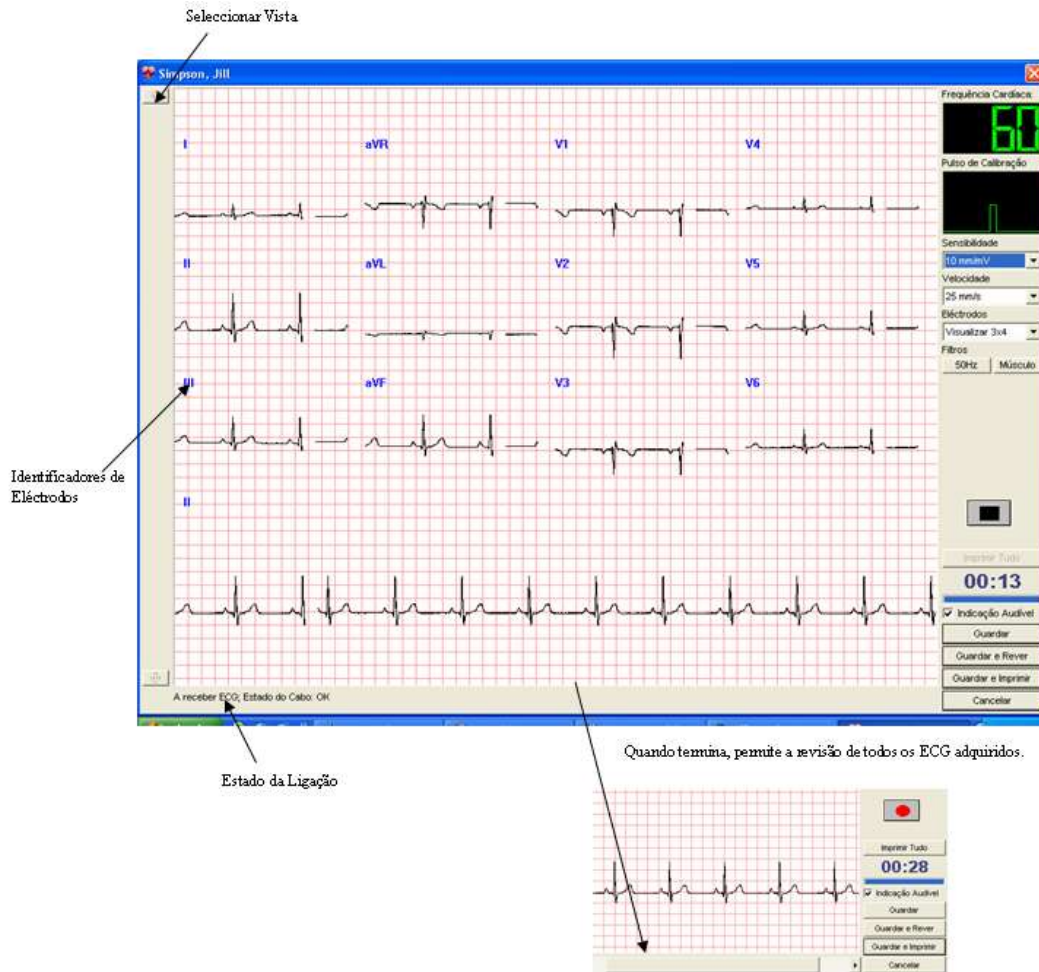 Seleccionar Vista
Simpson, Jill
Frequência Cardíaca:
60
I
aVR
V1
V4
Pulso de Calibração
Sensibilidade
10 mm/mV
II
aVL
V2
V5
Velocidade
25 mm/s
Eléctrodos
Visualizar 3x4
Filtros
50Hz
Músculo
III
aVF
V3
V6
Identificadores de
Eléctrodos
II
Imprimir Tudo
00:13
Indicação Audível
Guardar
Guardar e Rever
Guardar e Imprimir
Cancelar
A receber ECG; Estado do Cabo: OK
Estado da Ligação
Quando termina, permite a revisão de todos os ECG adquiridos.
Imprimir Tudo
00:28
Indicação Audível
Guardar
Guardar e Rever
Guardar e Imprimir
Cancelar